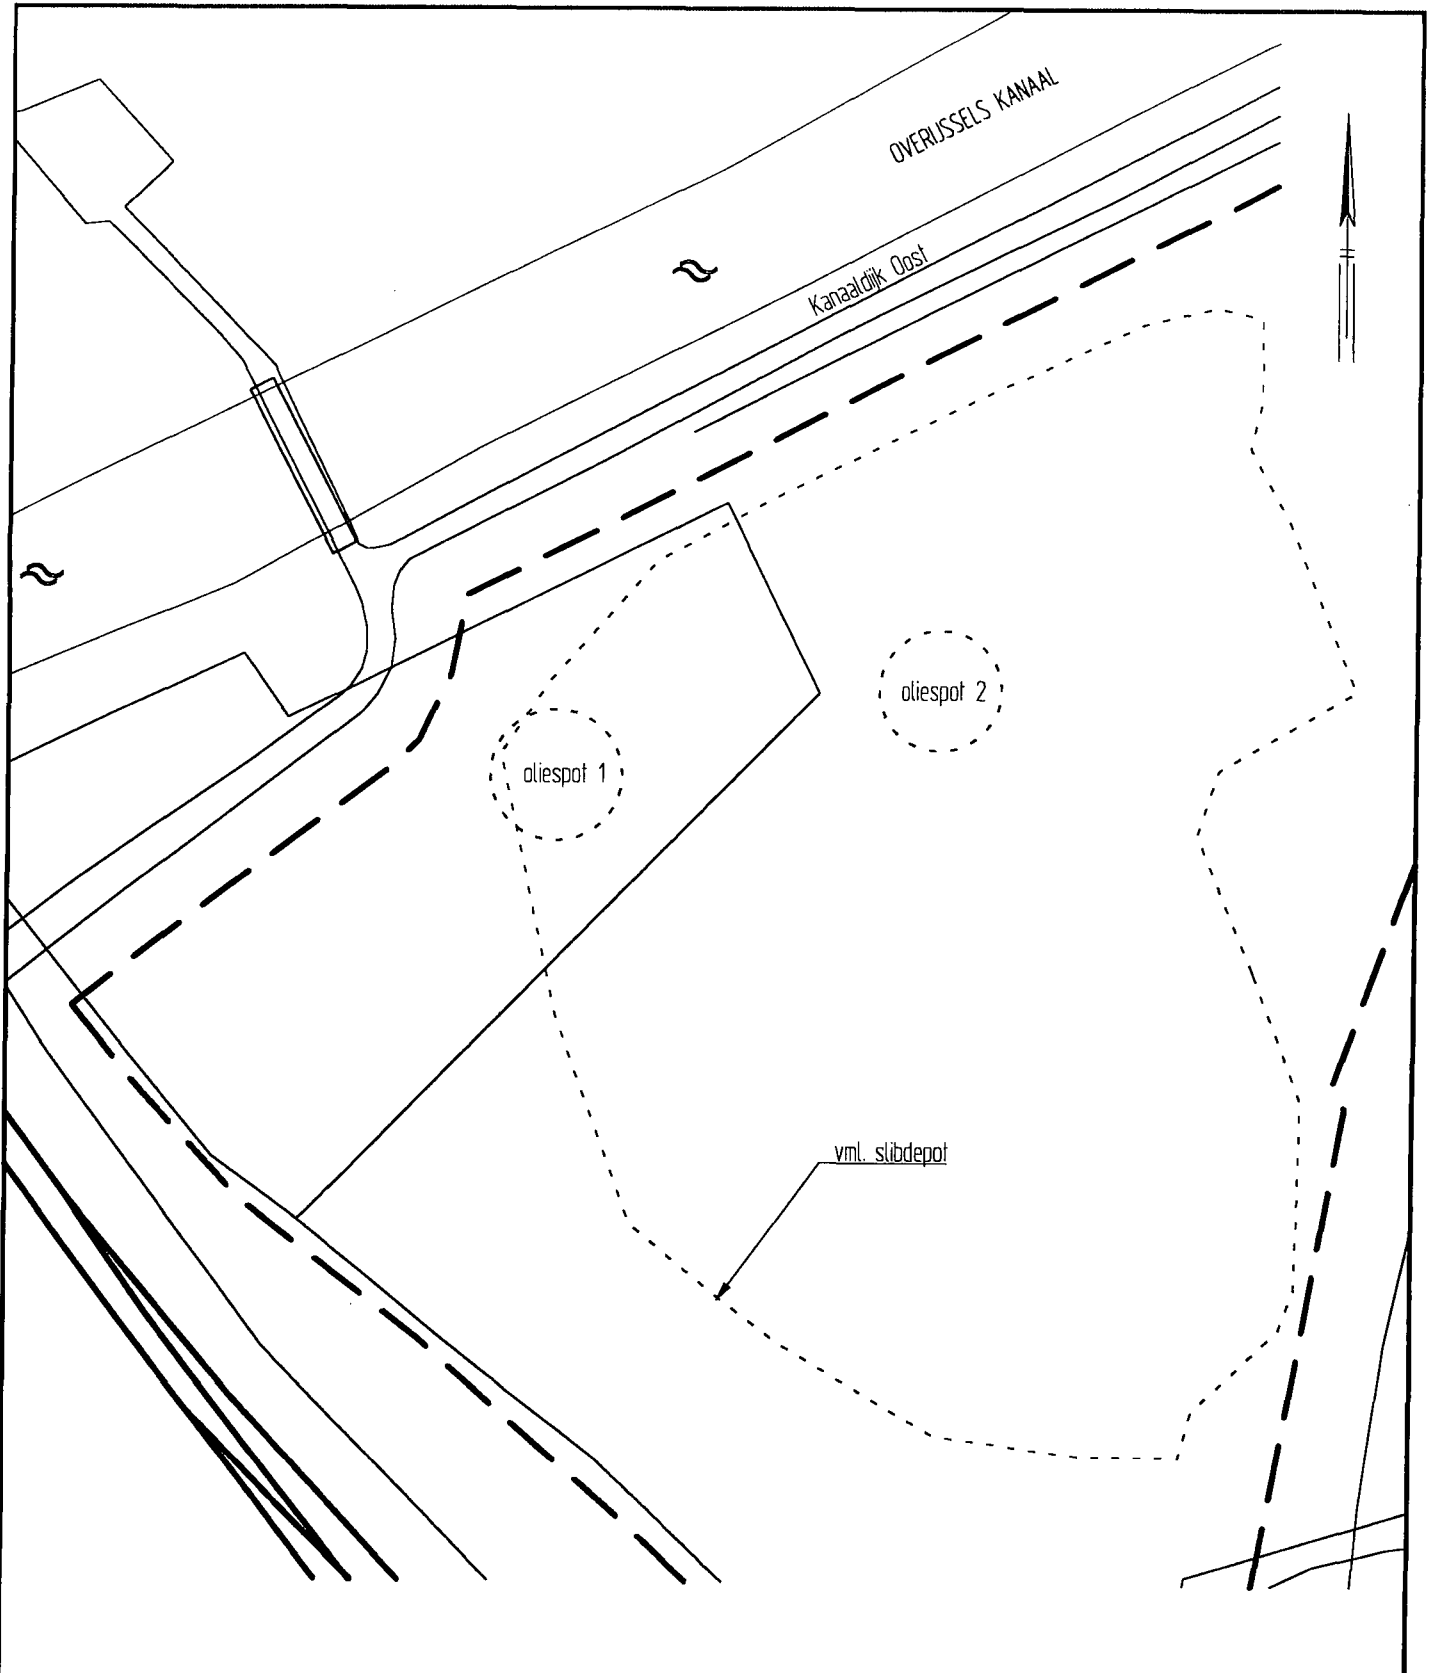 OVERIJSSELS KANAAL
Kanaaldijk Oost
oliespot 2
oliespot 1
vml. slibdepot